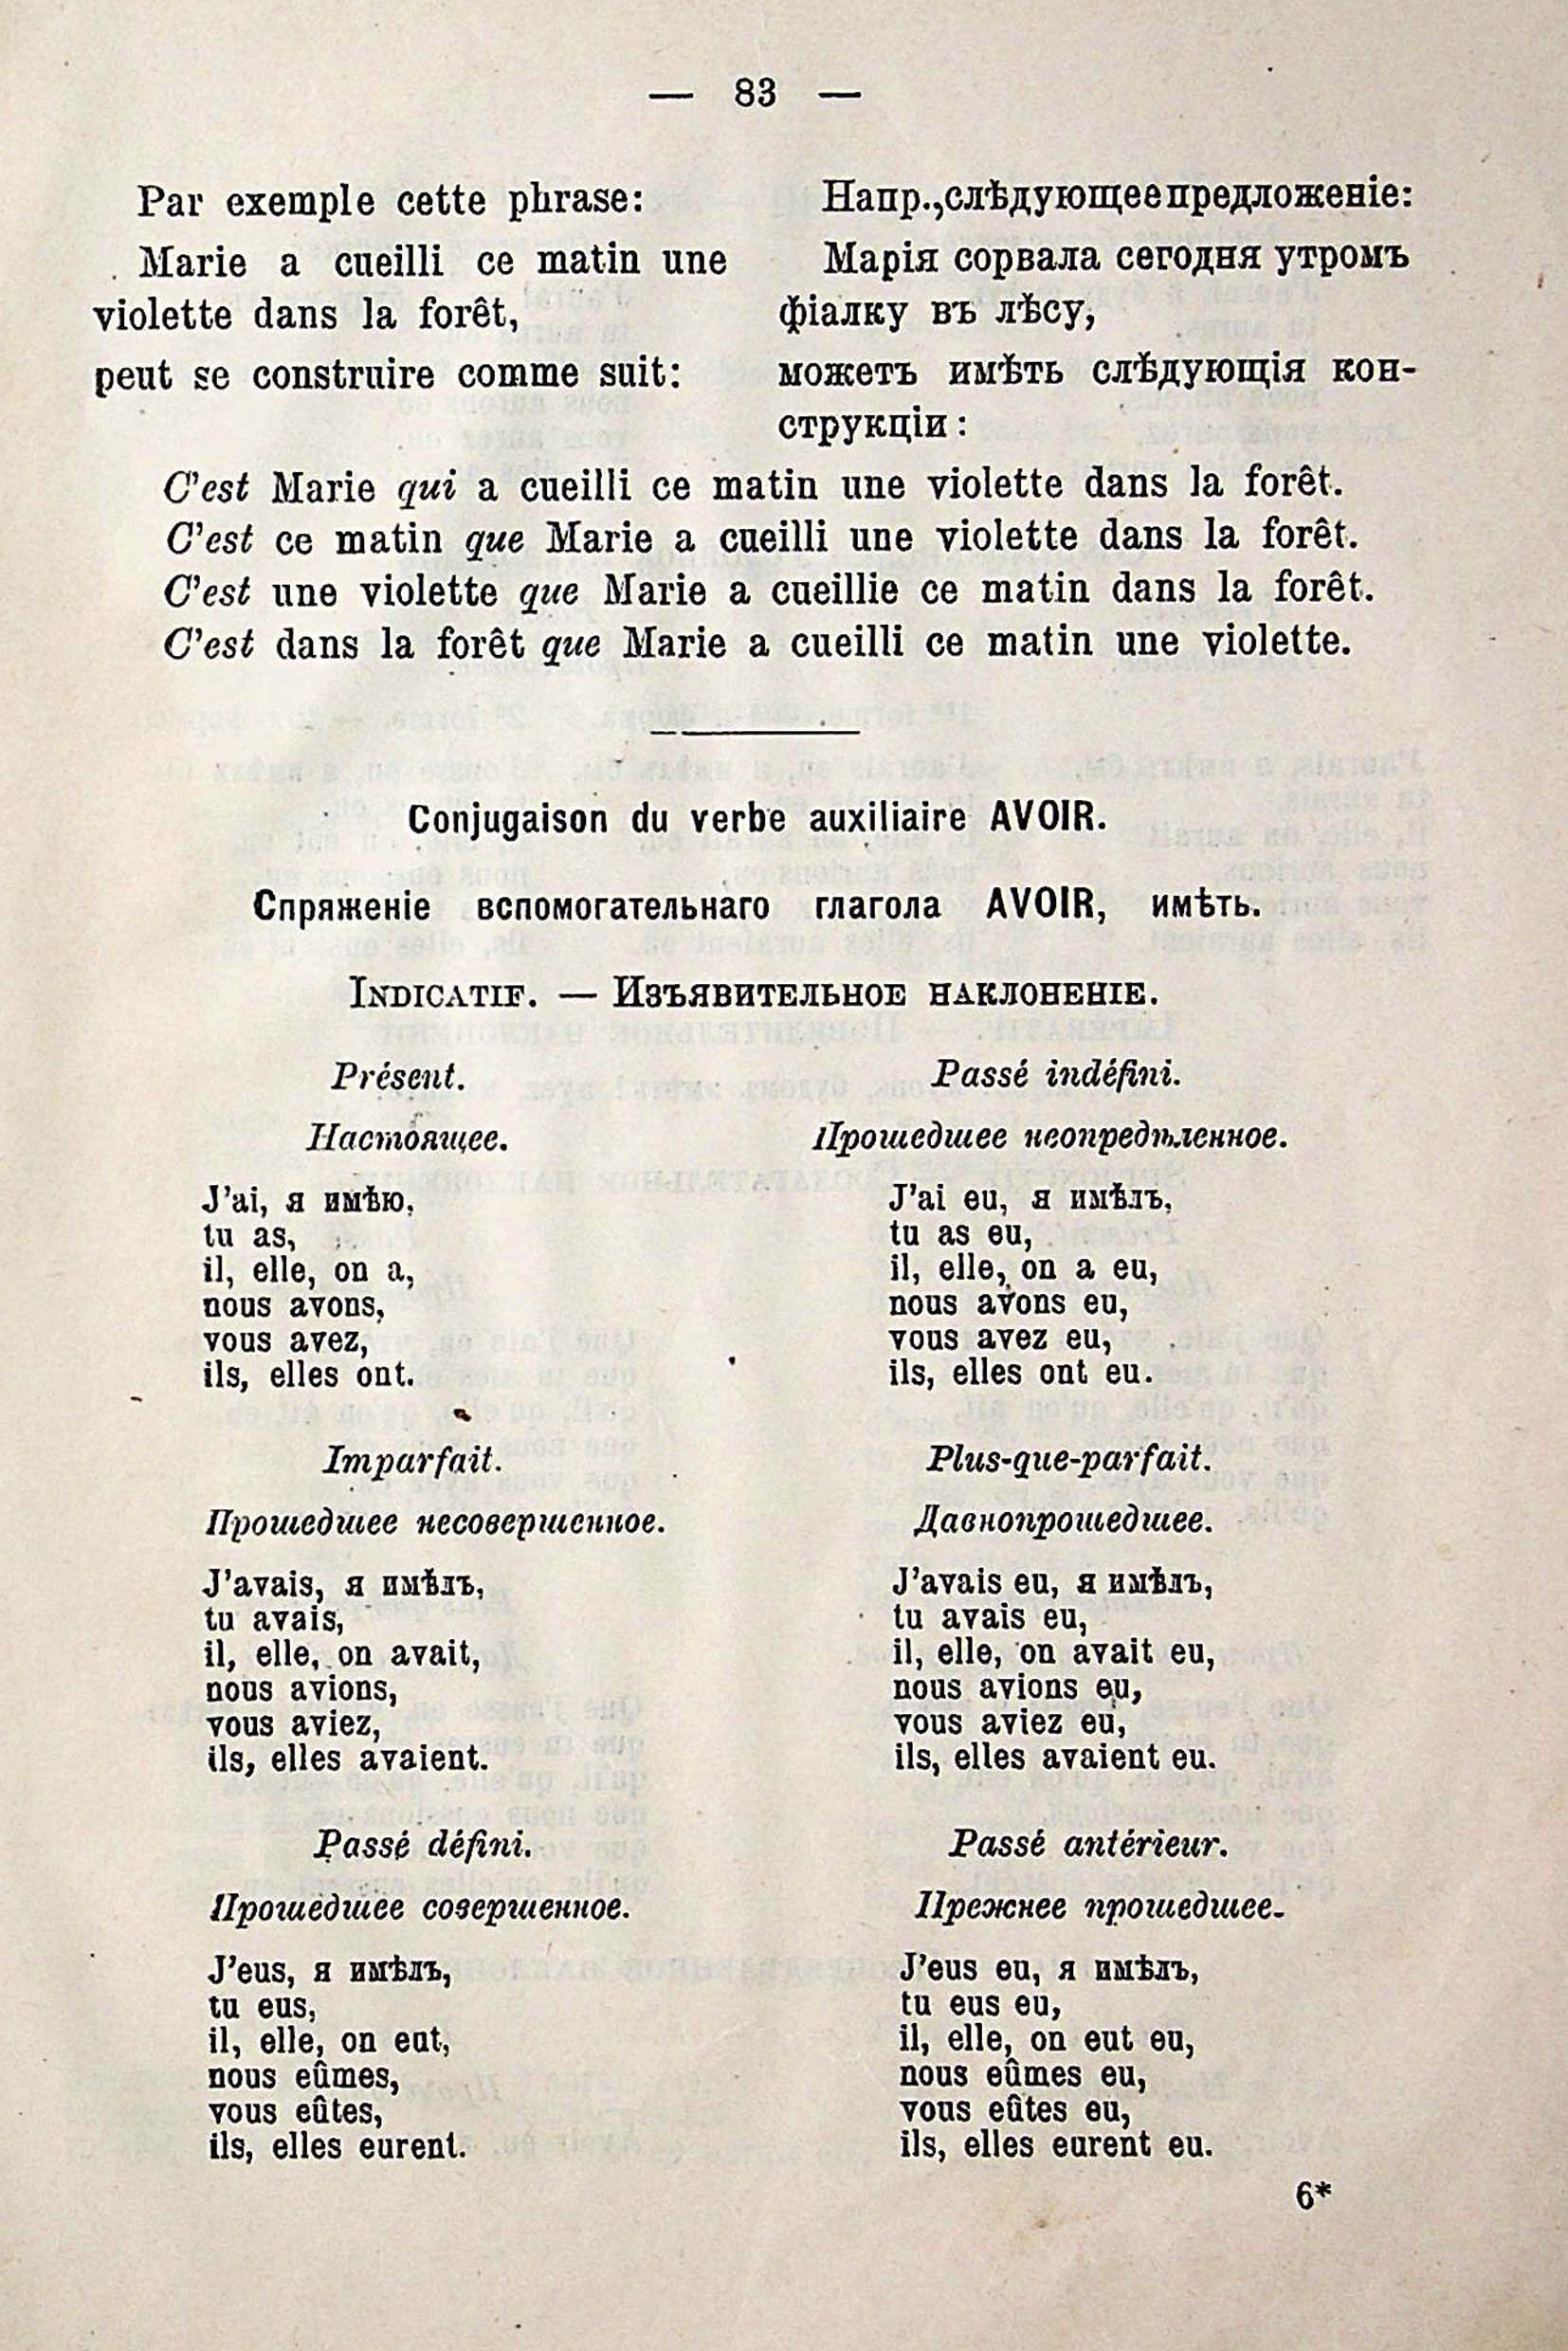 — 83 —
Par exemple cette phrase:
Marie a cueilli ce matin une
violette dans la forêt,
peut se construire comme suit:
Напр., слѣдующее предложеніе:
Марія сорвала сегодня утромъ
фіалку въ лѣсу,
можетъ имѣть слѣдующія кон-
струкціи:
C'est Marie qui a cueilli ce matin une violette dans la forêt.
C'est ce matin que Marie a cueilli une violette dans la forêt.
C'est une violette que Marie a cueillie ce matin dans la forêt.
C'est dans la forêt que Marie a cueilli ce matin une violette.
Conjugaison du verbe auxiliaire AVOIR.
Спряженіе вспомогательнаго глагола AVOIR, имѣть.
Indicatif. — Изъявительное наклоненіе.
Présent.
Настоящее.
J'ai, я имѣю,
tu as,
il, elle, on a,
nous avons,
vous avez,
ils, elles ont.
Passé indéfini.
Прошедшее неопредѣленное.
J'ai eu, я имѣлъ,
tu as eu,
il, elle, on a eu,
nous avons eu,
vous avez eu,
ils, elles ont eu.
Imparfait.
Прошедшее несовершенное.
J'avais, я имѣлъ,
tu avais,
il, elle, on avait,
nous avions,
vous aviez,
ils, elles avaient.
Plus-que-parfait.
Давнопрошедшее.
J'avais eu, я имѣлъ,
tu avais eu,
il, elle, on avait eu,
nous avions eu,
vous aviez eu,
ils, elles avaient eu.
Passé défini.
Прошедшее совершенное.
J'eus, я имѣлъ,
tu eus,
il, elle, on eut,
nous eûmes,
vous eûtes,
ils, elles eurent.
Passé antérieur.
Прежнее прошедшее.
J'eus eu, я имѣлъ,
tu eus eu,
il, elle, on eut eu,
nous eûmes eu,
vous eûtes eu,
ils, elles eurent eu.
6*